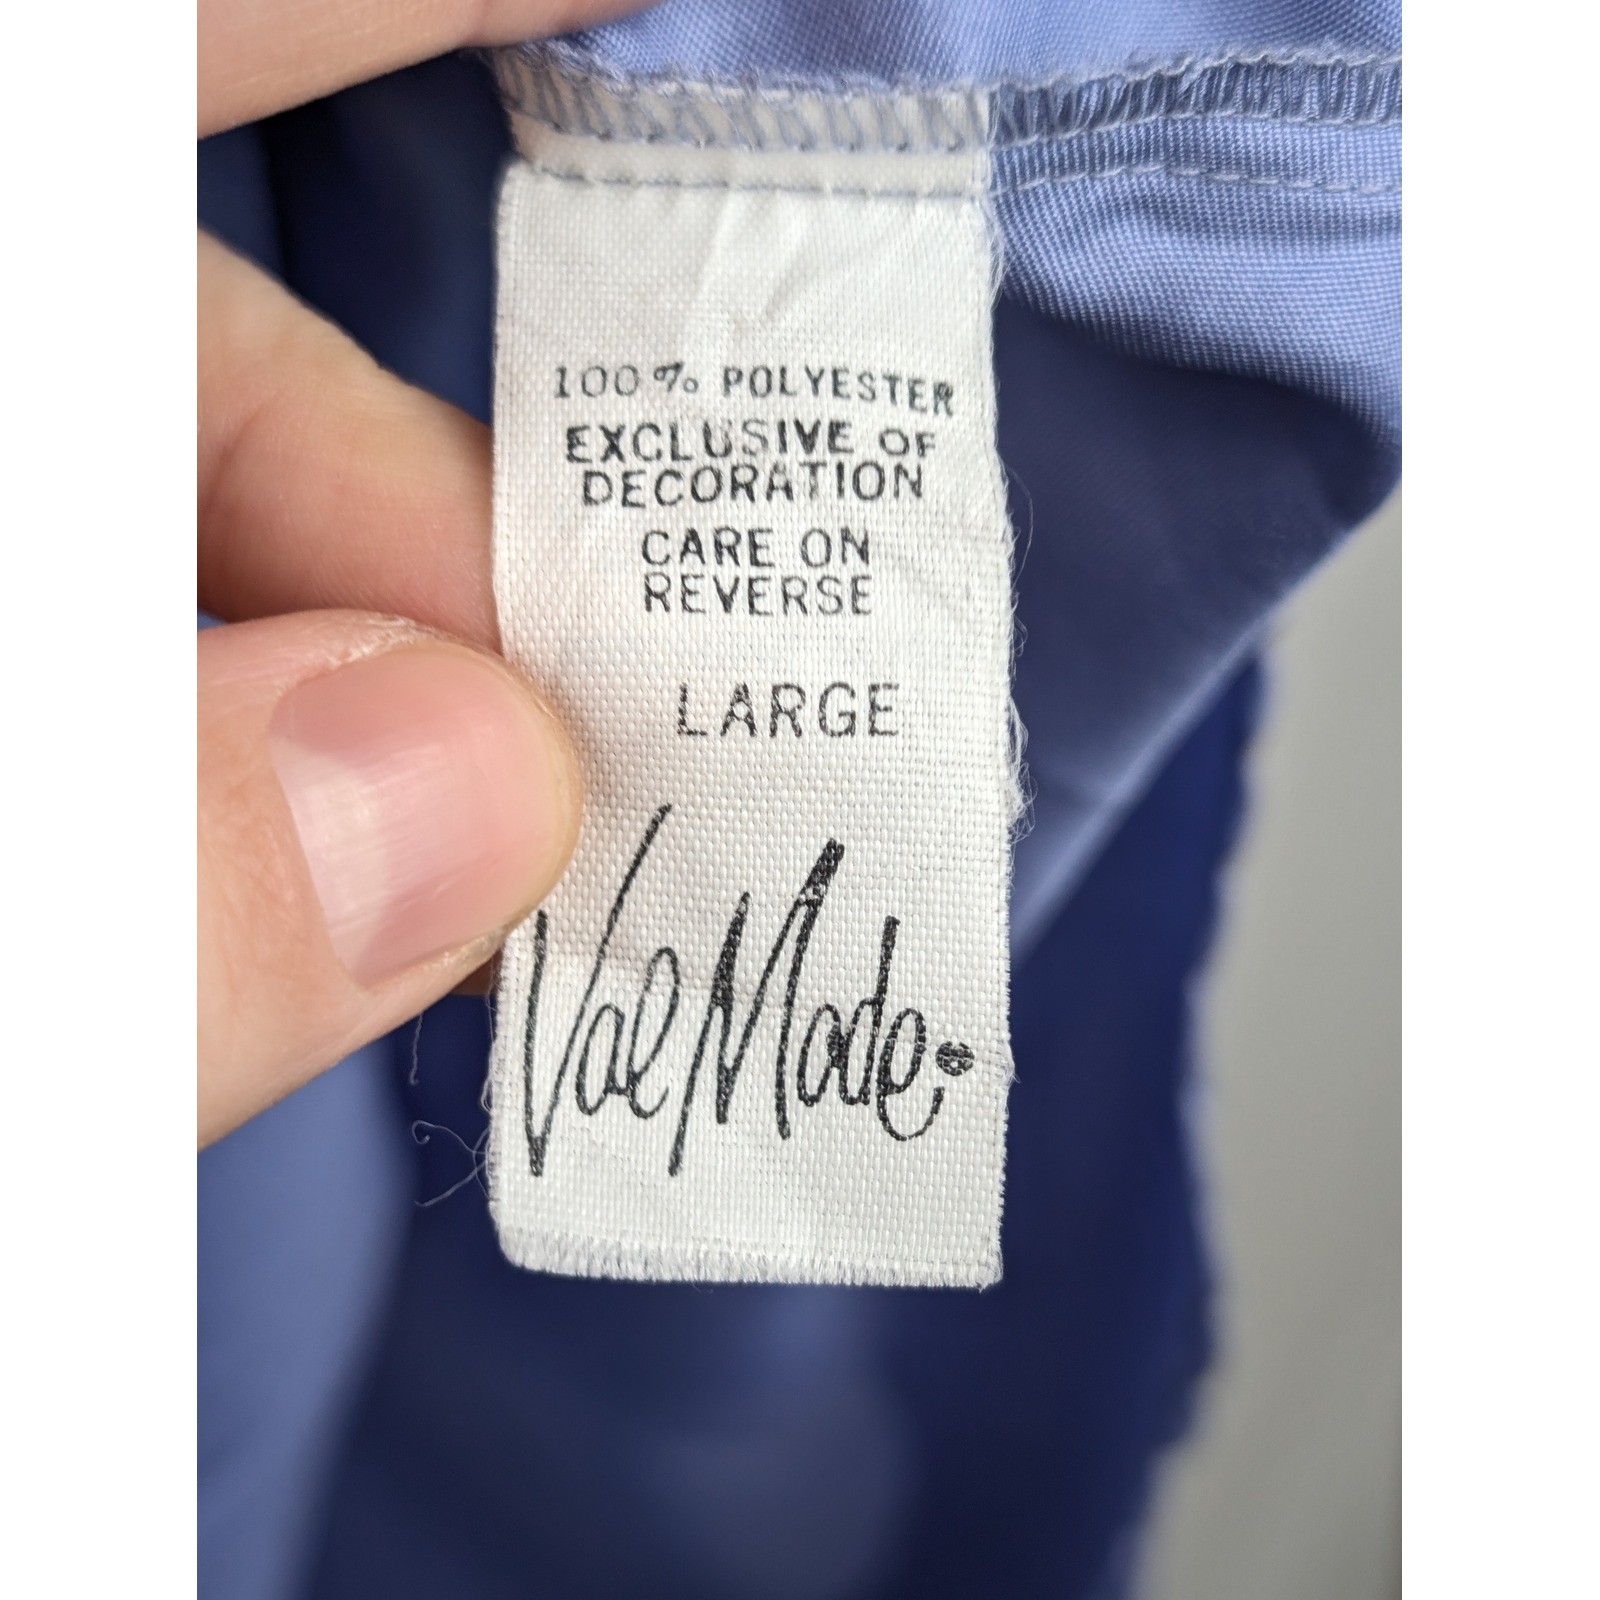 100% POLYESTER
EXCLUSIVE OF
DECORATION
CARE ON
REVERSE
LARGE
Val Mode